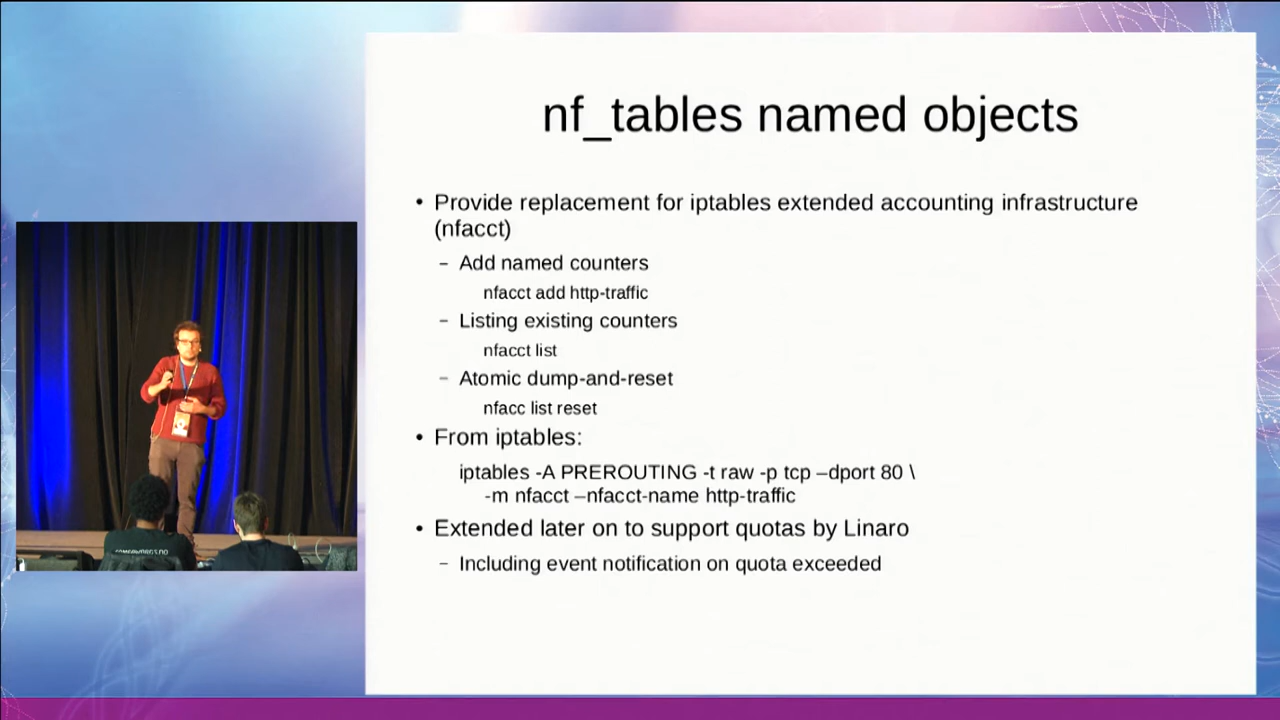 nf_tables named objects
• Provide replacement for iptables extended accounting infrastructure
(nfacct)
– Add named counters
nfacct add http-traffic
– Listing existing counters
nfacct list
– Atomic dump-and-reset
nfacc list reset
• From iptables:
iptables -A PREROUTING -t raw -p tcp –dport 80 \
-m nfacct –nfacct-name http-traffic
• Extended later on to support quotas by Linaro
– Including event notification on quota exceeded